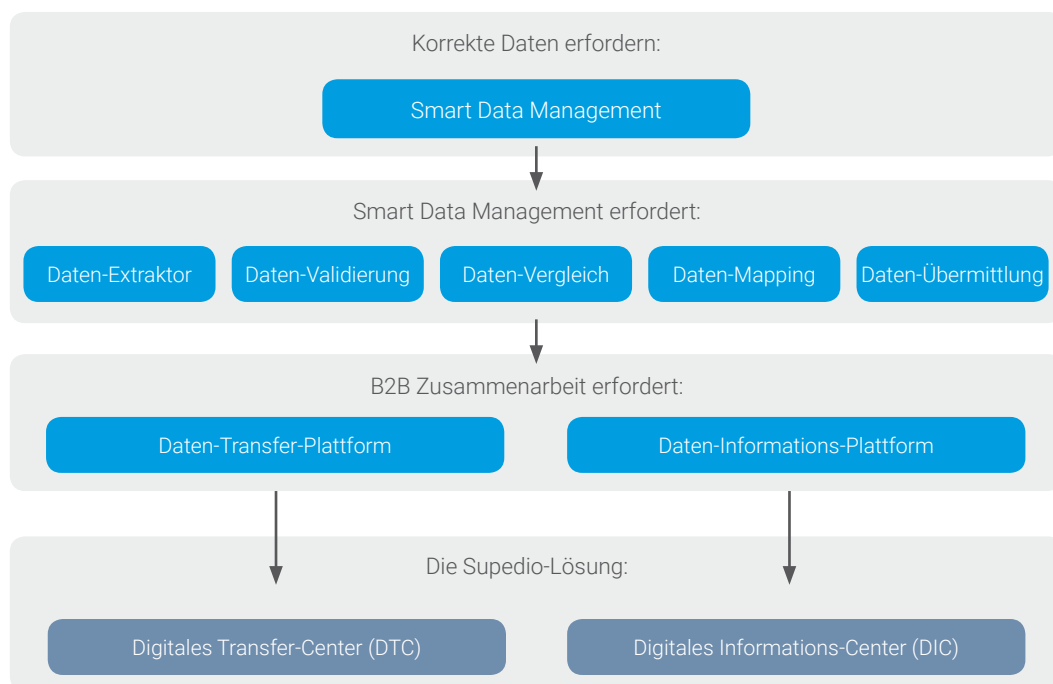 Korrekte Daten erfordern:
Smart Data Management
Smart Data Management erfordert:
Daten-Extraktor
Daten-Validierung
Daten-Vergleich
Daten-Mapping
Daten-Übermittlung
B2B Zusammenarbeit erfordert:
Daten-Transfer-Plattform
Daten-Informations-Plattform
Die Supedio-Lösung:
Digitales Transfer-Center (DTC)
Digitales Informations-Center (DIC)